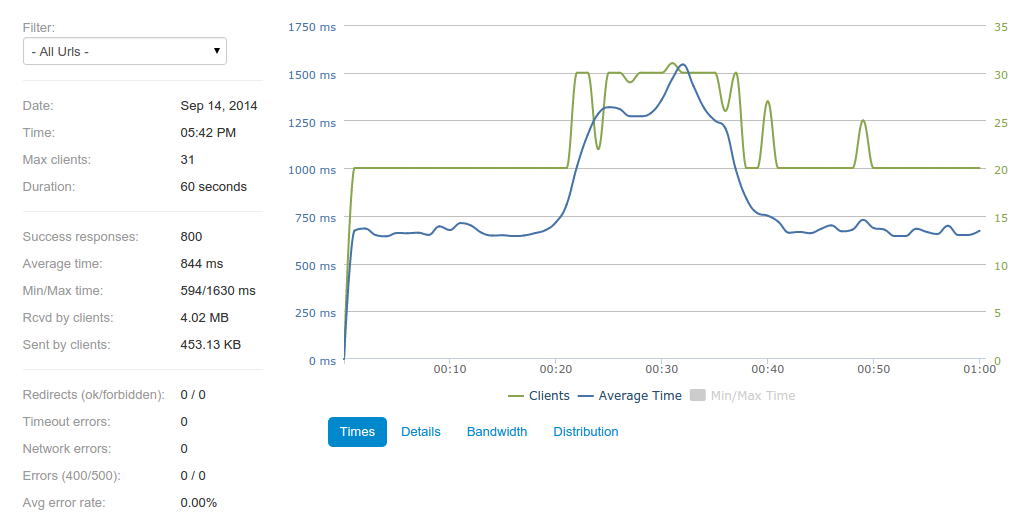 Filter:
- All Urls -
Date: Sep 14, 2014
Time: 05:42 PM
Max clients: 31
Duration: 60 seconds
Success responses: 800
Average time: 844 ms
Min/Max time: 594/1630 ms
Rcvd by clients: 4.02 MB
Sent by clients: 453.13 KB
Redirects (ok/forbidden): 0 / 0
Timeout errors: 0
Network errors: 0
Errors (400/500): 0 / 0
Avg error rate: 0.00%
1750 ms 35
1500 ms 30
1250 ms 25
1000 ms 20
750 ms 15
500 ms 10
250 ms 5
0 ms 0
00:10 00:20 00:30 00:40 00:50 01:00
Clients Average Time Min/Max Time
Times Details Bandwidth Distribution